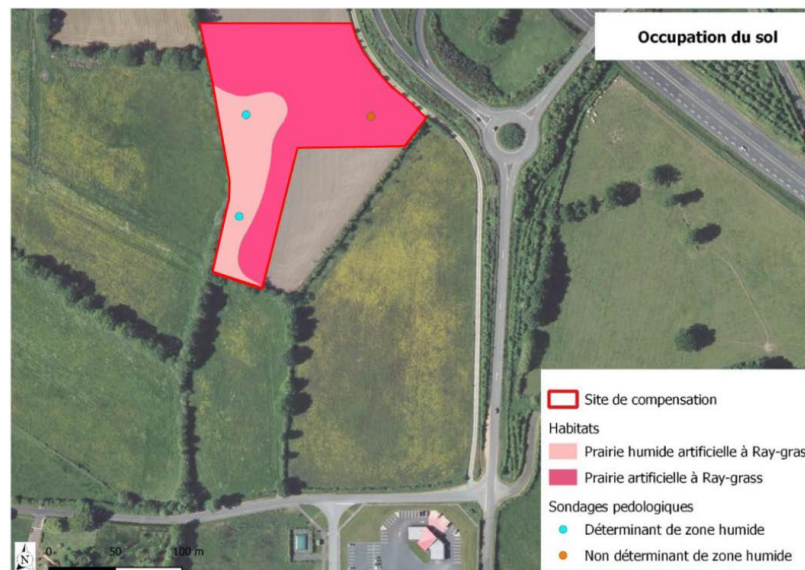 Occupation du sol
Site de compensation
Habitats
Prairie humide artificielle à Ray-grass
Prairie artificielle à Ray-grass
Sondages pedologiques
Déterminant de zone humide
Non déterminant de zone humide
N
0 50 100 m